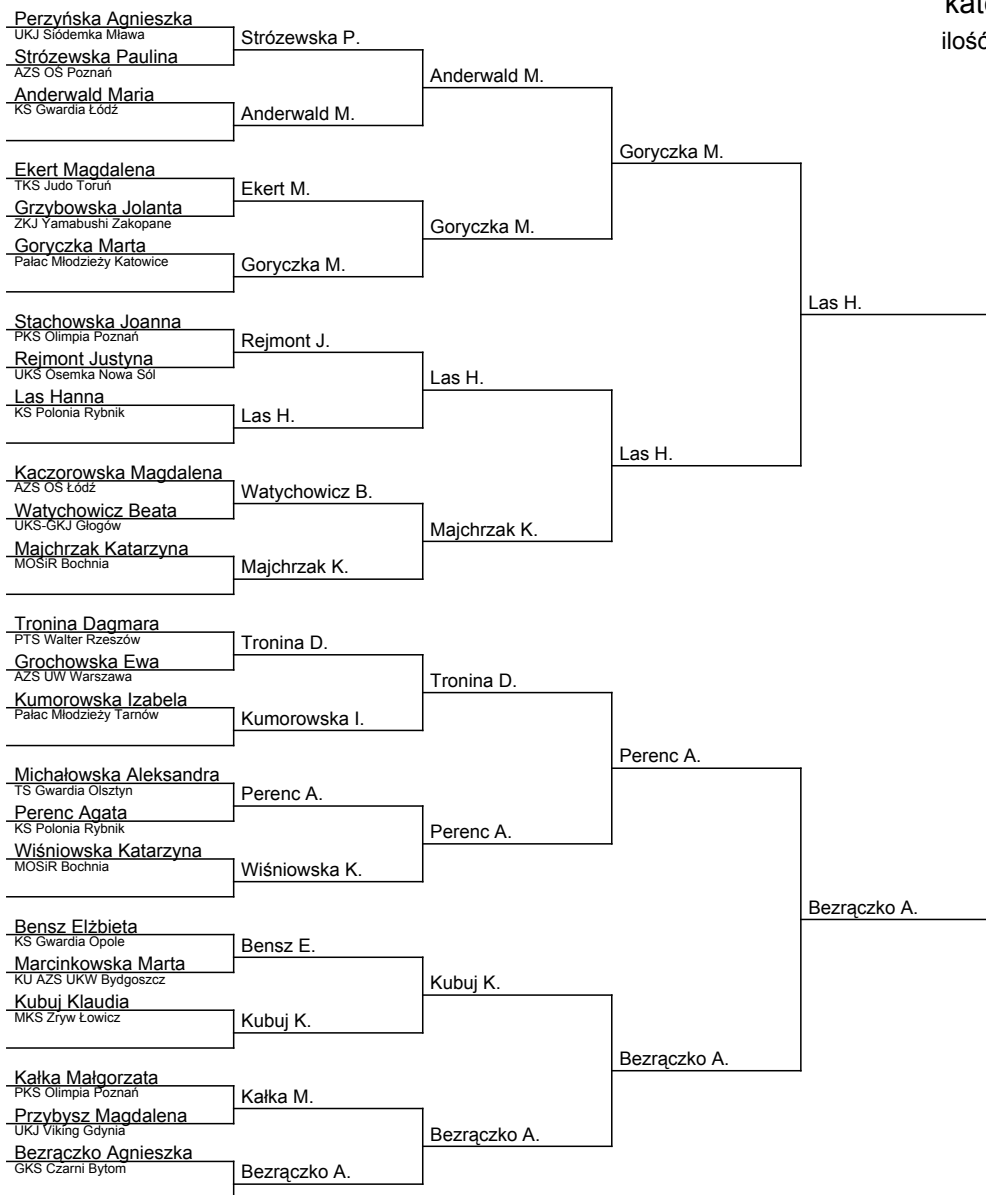 kat
ilość
Perzyńska Agnieszka
UKJ Siódemka Mława
Strózewska P.
Strózewska Paulina
AZS OŚ Poznań
Anderwald M.
Anderwald Maria
KS Gwardia Łódź
Anderwald M.
Goryczka M.
Ekert Magdalena
TKS Judo Toruń
Ekert M.
Grzybowska Jolanta
ZKJ Yamabushi Zakopane
Goryczka M.
Goryczka Marta
Pałac Młodzieży Katowice
Goryczka M.
Las H.
Stachowska Joanna
PKS Olimpia Poznań
Rejmont J.
Rejmont Justyna
UKS Ósemka Nowa Sól
Las H.
Las Hanna
KS Polonia Rybnik
Las H.
Las H.
Kaczorowska Magdalena
AZS OŚ Łódź
Watychowicz B.
Watychowicz Beata
UKS-GKJ Głogów
Majchrzak K.
Majchrzak Katarzyna
MOSiR Bochnia
Majchrzak K.
Tronina Dagmara
PTS Walter Rzeszów
Tronina D.
Grochowska Ewa
AZS UW Warszawa
Tronina D.
Kumorowska Izabela
Pałac Młodzieży Tarnów
Kumorowska I.
Perenc A.
Michałowska Aleksandra
TS Gwardia Olsztyn
Perenc A.
Perenc Agata
KS Polonia Rybnik
Perenc A.
Wiśniowska Katarzyna
MOSiR Bochnia
Wiśniowska K.
Bezrączko A.
Bensz Elżbieta
KS Gwardia Opole
Bensz E.
Marcinkowska Marta
KU AZS UKW Bydgoszcz
Kubuj K.
Kubuj Klaudia
MKS Zryw Łowicz
Kubuj K.
Bezrączko A.
Kałka Małgorzata
PKS Olimpia Poznań
Kałka M.
Przybysz Magdalena
UKJ Viking Gdynia
Bezrączko A.
Bezrączko Agnieszka
GKS Czarni Bytom
Bezrączko A.